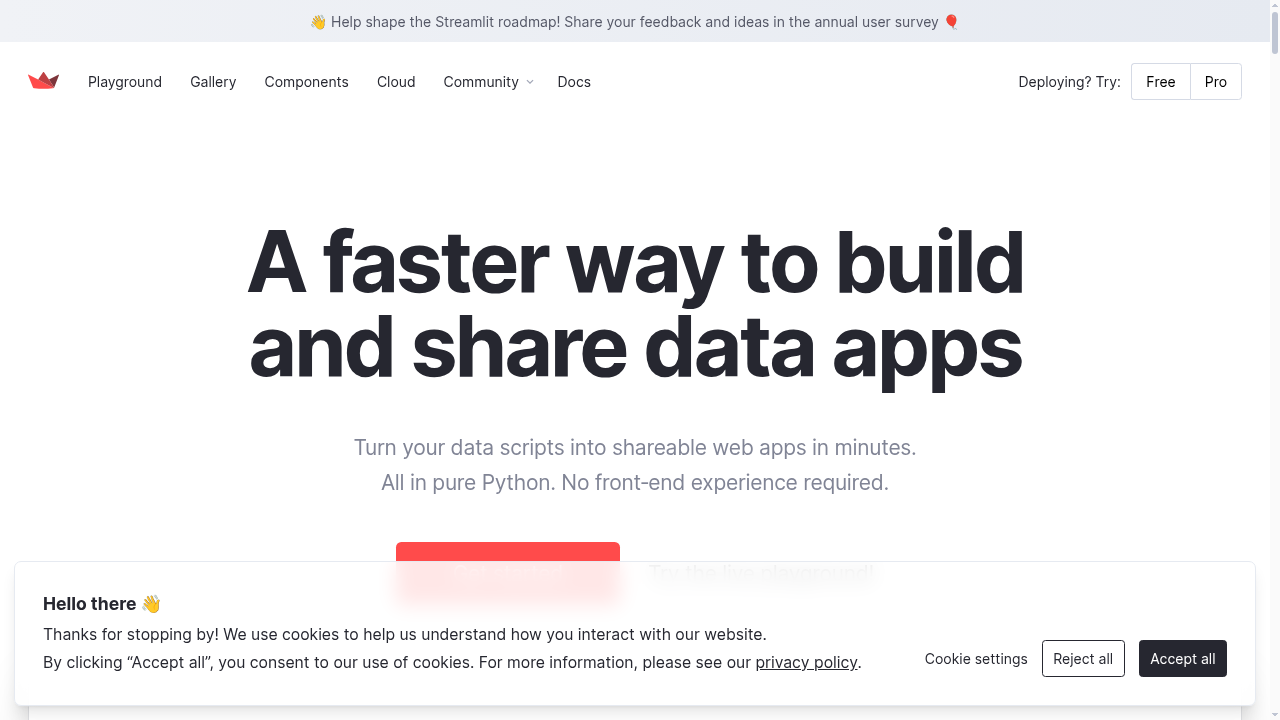 👋 Help shape the Streamlit roadmap! Share your feedback and ideas in the annual user survey 🎈
Playground
Gallery
Components
Cloud
Community
Docs
Deploying? Try:
Free
Pro
A faster way to build
and share data apps
Turn your data scripts into shareable web apps in minutes.
All in pure Python. No front-end experience required.
Try the live playground!
Hello there 👋
Thanks for stopping by! We use cookies to help us understand how you interact with our website.
By clicking “Accept all”, you consent to our use of cookies. For more information, please see our privacy policy.
Cookie settings
Reject all
Accept all